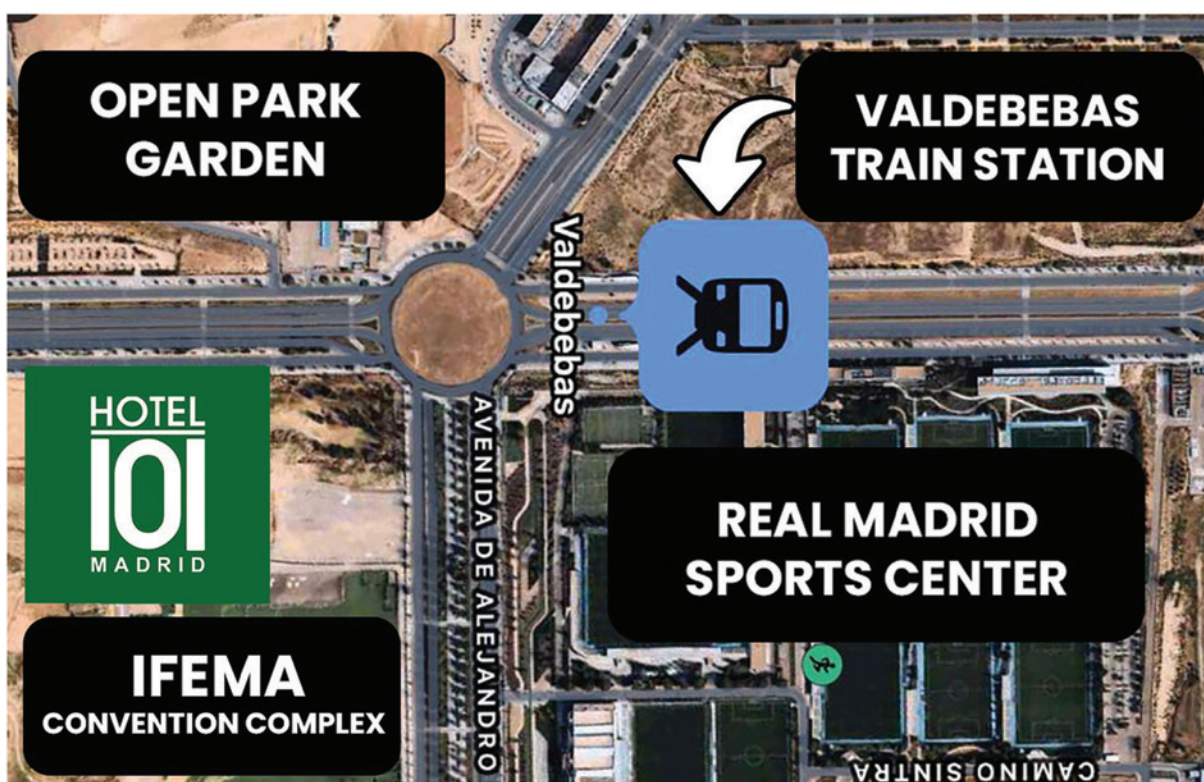 OPEN PARK
GARDEN
VALDEBEBAS
TRAIN STATION
Valdebebas
HOTEL
101
MADRID
AVENIDA DE ALEJANDRO
REAL MADRID
SPORTS CENTER
IFEMA
CONVENTION COMPLEX
CAMINO SINTRA